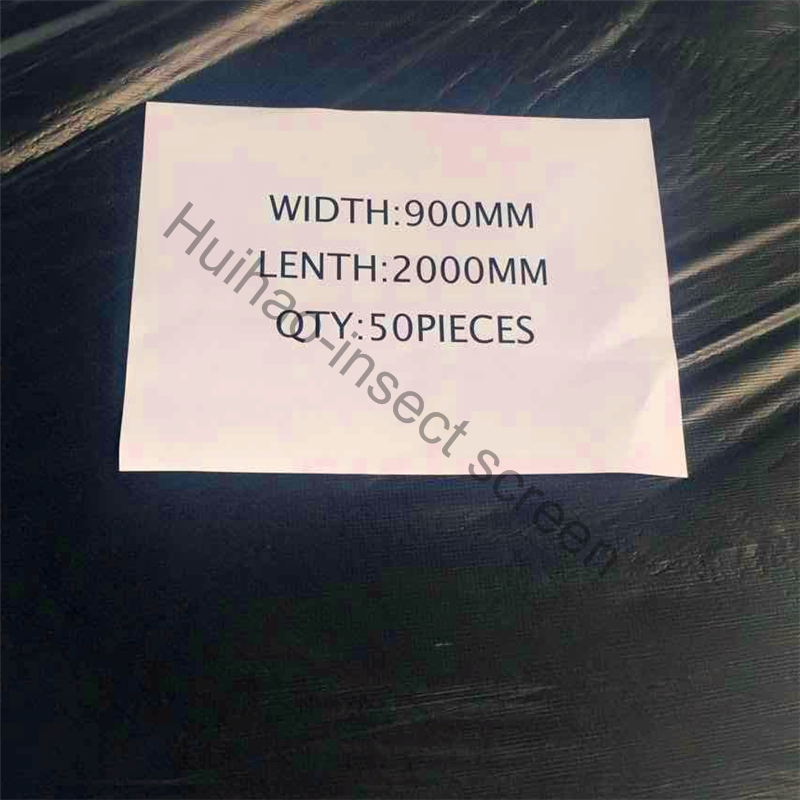 WIDTH:900MM
LENTH:2000MM
QTY:50PIECES
Huihao-insect screen